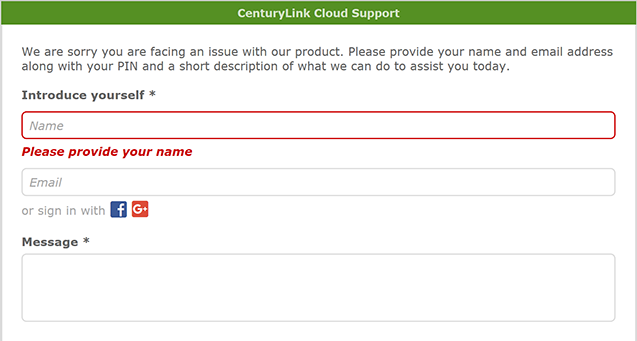 CenturyLink Cloud Support
We are sorry you are facing an issue with our product. Please provide your name and email address
along with your PIN and a short description of what we can do to assist you today.
Introduce yourself *
Name
Please provide your name
Email
or sign in with f G+
Message *